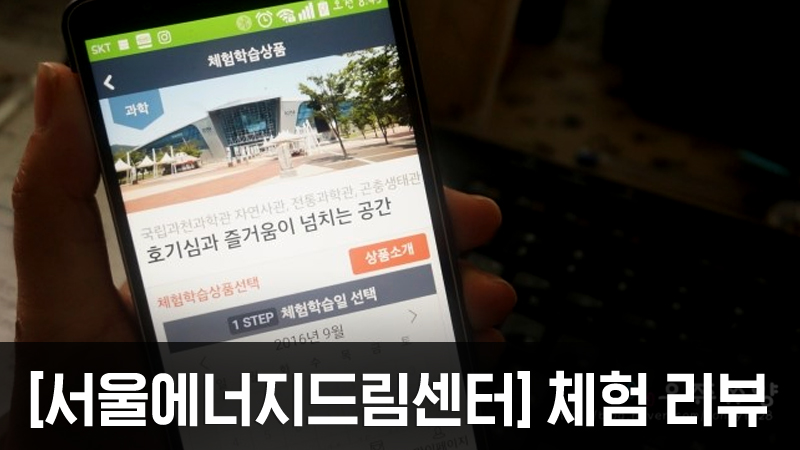 SKT
오전 8:43
체험학습상품
과학
국립과천과학관 자연사관, 전통과학관, 곤충생태관
호기심과 즐거움이 넘치는 공간
상품소개
체험학습상품선택
1 STEP 체험학습일 선택
2016년 9월
[서울에너지드림센터] 체험 리뷰